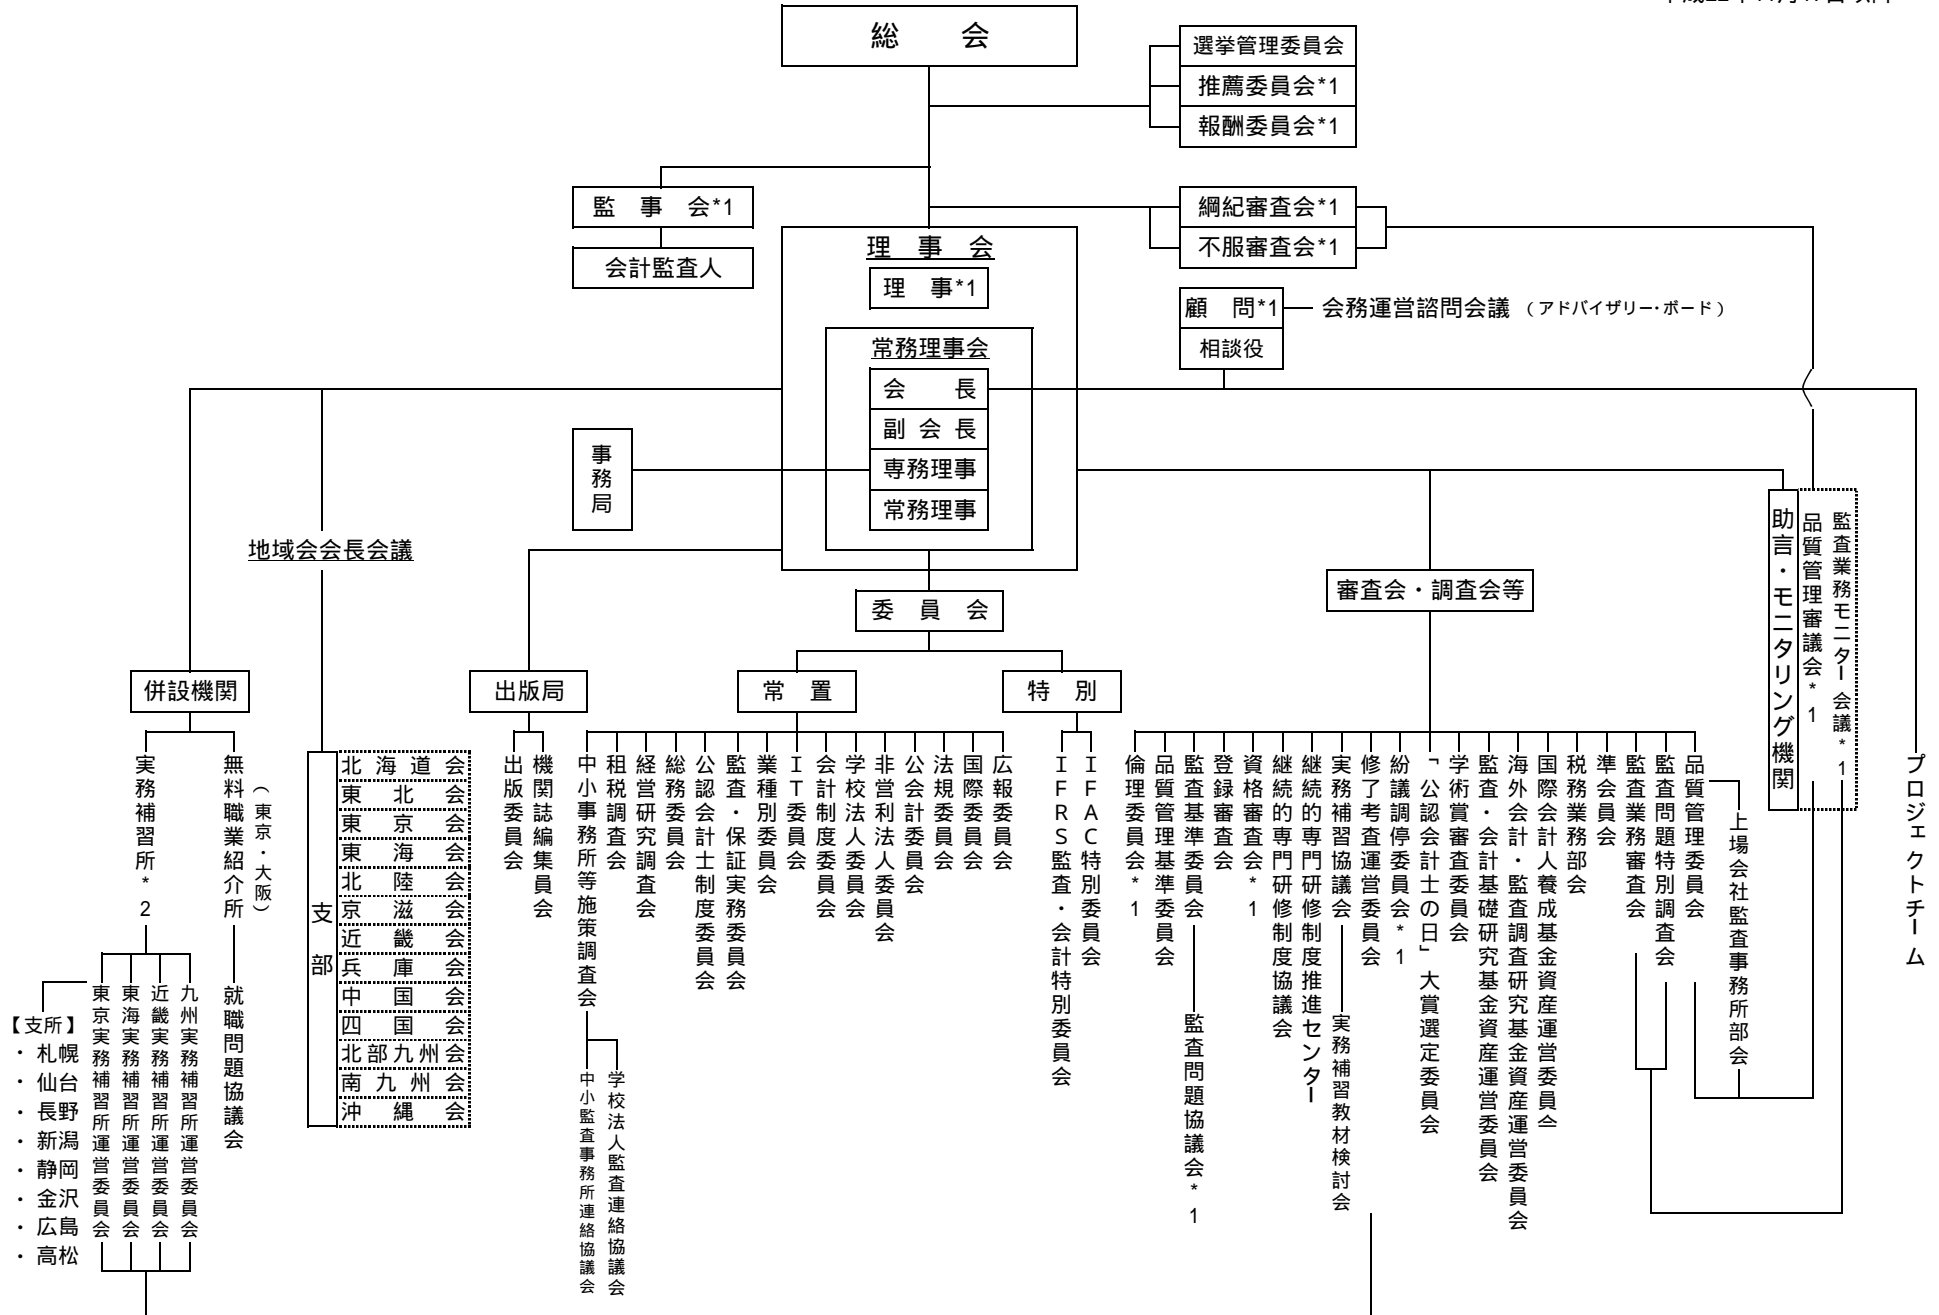 総 会
選挙管理委員会
推薦委員会*1
報酬委員会*1
監 事 会*1
会計監査人
綱紀審査会*1
不服審査会*1
理 事 会
理 事*1
顧 問*1
会務運営諮問会議 (アドバイザリー・ボード)
相談役
常務理事会
会 長
副 会 長
専務理事
常務理事
事務局
地域会会長会議
委 員 会
審査会・調査会等
助言・モニタリング機関
品質管理審議会*1
監査業務モニター会議*1
プロジェクトチーム
併設機関
出版局
常 置
特 別
実務補習所*2
無料職業紹介所
(東京・大阪)
就職問題協議会
東京実務補習所運営委員会
東海実務補習所運営委員会
近畿実務補習所運営委員会
九州実務補習所運営委員会
【支所】
・札幌
・仙台
・長野
・新潟
・静岡
・金沢
・広島
・高松
支 部
北海道会
東北会
東京会
東海会
北陸会
京滋会
近畿会
兵庫会
中国会
四国会
北部九州会
南九州会
沖縄会
出版委員会
機関誌編集員会
中小事務所等施策調査会
租税調査会
経営研究調査会
総務委員会
公認会計士制度委員会
監査・保証実務委員会
業種別委員会
IT委員会
会計制度委員会
学校法人委員会
非営利法人委員会
公会計委員会
法規委員会
国際委員会
広報委員会
中小監査事務所連絡協議会
学校法人監査連絡協議会
IFRS監査・会計特別委員会
IFAC特別委員会
倫理委員会*1
品質管理基準委員会
監査基準委員会
監査問題協議会*1
登録審査会
資格審査会*1
継続的専門研修制度協議会
継続的専門研修制度推進センター
実務補習協議会
実務補習教材検討会
修了考査運営委員会
紛議調停委員会*1
「公認会計士の日」大賞選定委員会
学術賞審査委員会
監査・会計基礎研究基金資産運営委員会
海外会計・監査調査研究基金資産運営委員会
国際会計人養成基金資産運営委員会
税務業務部会
準会員会
監査業務審査会
監査問題特別調査会
品質管理委員会
上場会社監査事務所部会